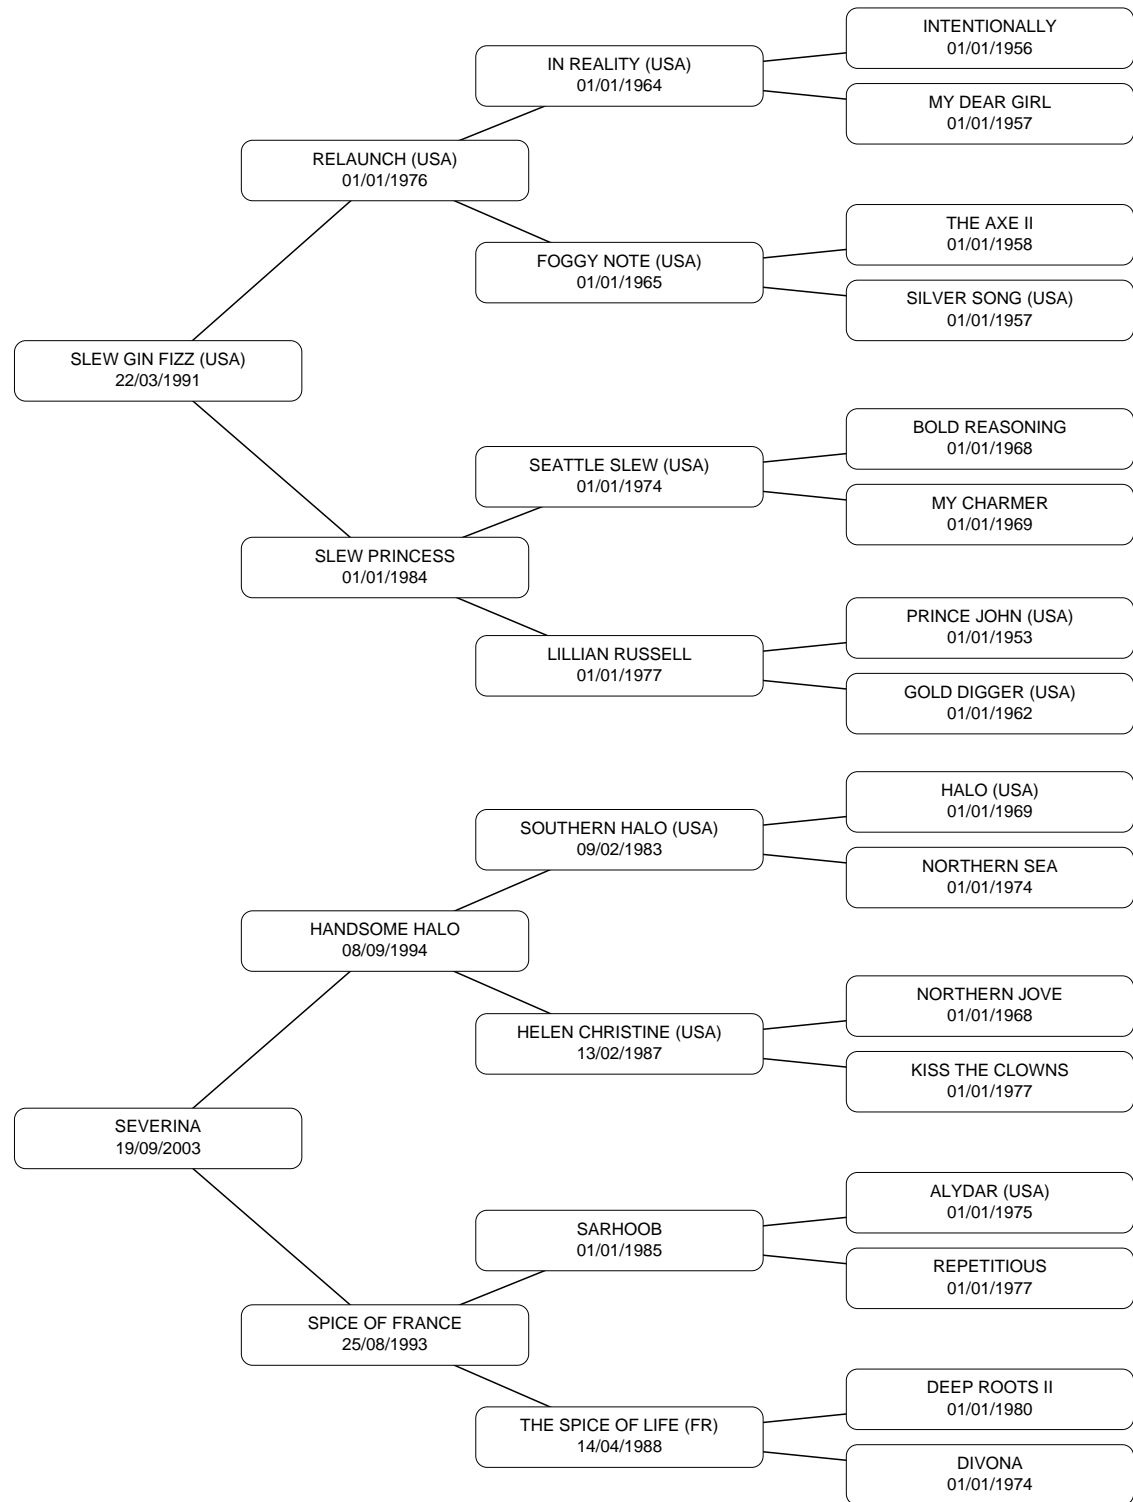 INTENTIONALLY
01/01/1956
IN REALITY (USA)
01/01/1964
MY DEAR GIRL
01/01/1957
RELAUNCH (USA)
01/01/1976
THE AXE II
01/01/1958
FOGGY NOTE (USA)
01/01/1965
SILVER SONG (USA)
01/01/1957
SLEW GIN FIZZ (USA)
22/03/1991
BOLD REASONING
01/01/1968
SEATTLE SLEW (USA)
01/01/1974
MY CHARMER
01/01/1969
SLEW PRINCESS
01/01/1984
PRINCE JOHN (USA)
01/01/1953
LILLIAN RUSSELL
01/01/1977
GOLD DIGGER (USA)
01/01/1962
HALO (USA)
01/01/1969
SOUTHERN HALO (USA)
09/02/1983
NORTHERN SEA
01/01/1974
HANDSOME HALO
08/09/1994
NORTHERN JOVE
01/01/1968
HELEN CHRISTINE (USA)
13/02/1987
KISS THE CLOWNS
01/01/1977
SEVERINA
19/09/2003
ALYDAR (USA)
01/01/1975
SARHOOB
01/01/1985
REPETITIOUS
01/01/1977
SPICE OF FRANCE
25/08/1993
DEEP ROOTS II
01/01/1980
THE SPICE OF LIFE (FR)
14/04/1988
DIVONA
01/01/1974